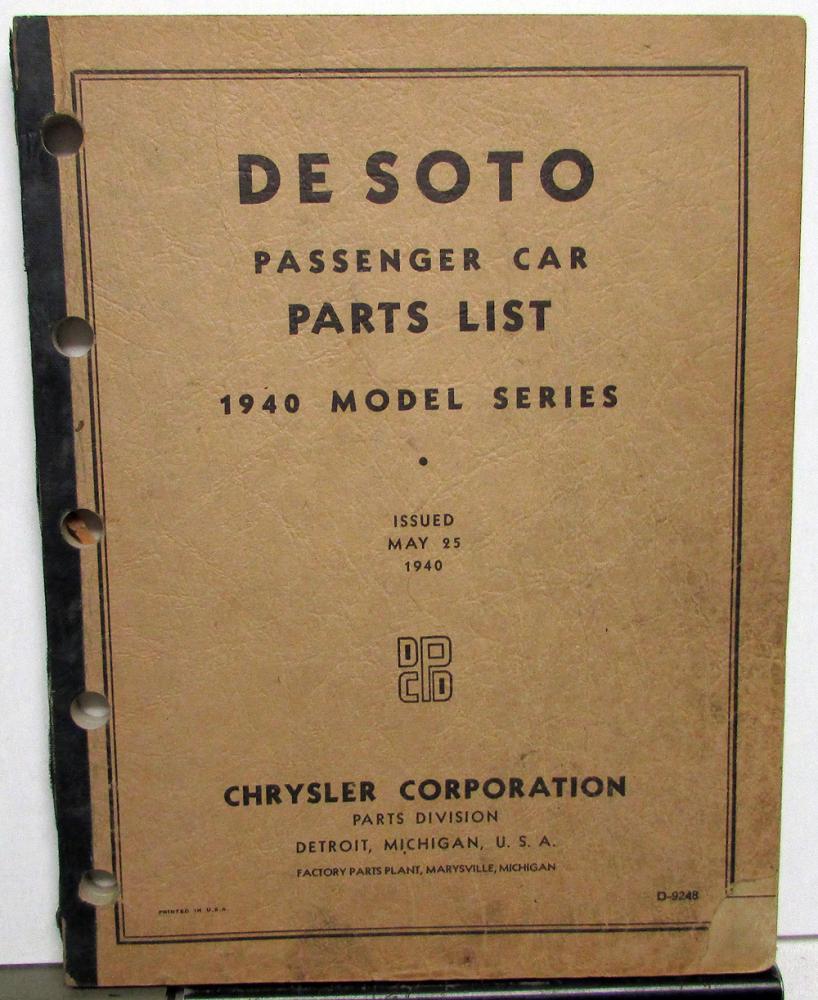 DE SOTO
PASSENGER CAR
PARTS LIST
1940 MODEL SERIES
•
ISSUED
MAY 25
1940
DPCD
CHRYSLER CORPORATION
PARTS DIVISION
DETROIT, MICHIGAN, U. S. A.
FACTORY PARTS PLANT, MARYSVILLE, MICHIGAN
D-9248
PRINTED IN U.S.A.